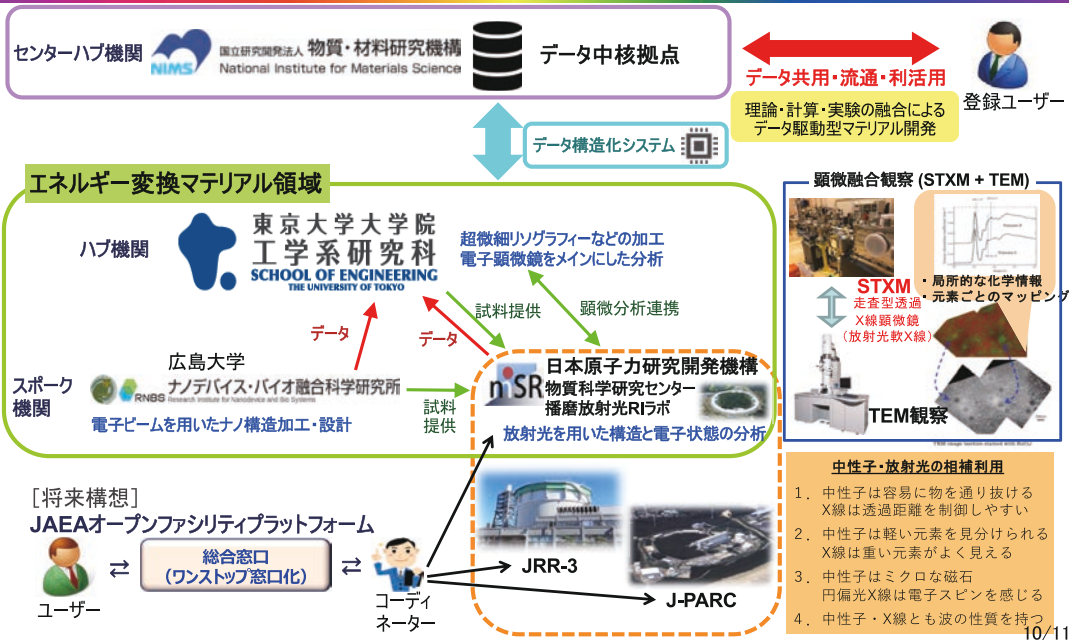 センターハブ機関
NIMS
国立研究開発法人 物質・材料研究機構
National Institute for Materials Science
データ中核拠点
データ共用・流通・利活用
理論・計算・実験の融合による
データ駆動型マテリアル開発
登録ユーザー
データ構造化システム
エネルギー変換マテリアル領域
ハブ機関
東京大学大学院
工学系研究科
SCHOOL OF ENGINEERING
THE UNIVERSITY OF TOKYO
超微細リソグラフィーなどの加工
電子顕微鏡をメインにした分析
データ
データ
試料提供
顕微分析連携
スポーク
機関
広島大学
RNBS
ナノデバイス・バイオ融合科学研究所
Research Institute for Nanodevice and Bio Systems
電子ビームを用いたナノ構造加工・設計
試料
提供
niSR
日本原子力研究開発機構
物質科学研究センター
播磨放射光RIラボ
放射光を用いた構造と電子状態の分析
顕微融合観察 (STXM + TEM)
・局所的な化学情報
・元素ごとのマッピング
STXM
走査型透過
X線顕微鏡
(放射光軟X線)
TEM観察
[将来構想]
JAEAオープンファシリティプラットフォーム
ユーザー
総合窓口
(ワンストップ窓口化)
コーディ
ネーター
JRR-3
J-PARC
中性子・放射光の相補利用
1. 中性子は容易に物を通り抜ける
X線は透過距離を制御しやすい
2. 中性子は軽い元素を見分けられる
X線は重い元素がよく見える
3. 中性子はミクロな磁石
円偏光X線は電子スピンを感じる
4. 中性子・X線とも波の性質を持つ
10/11